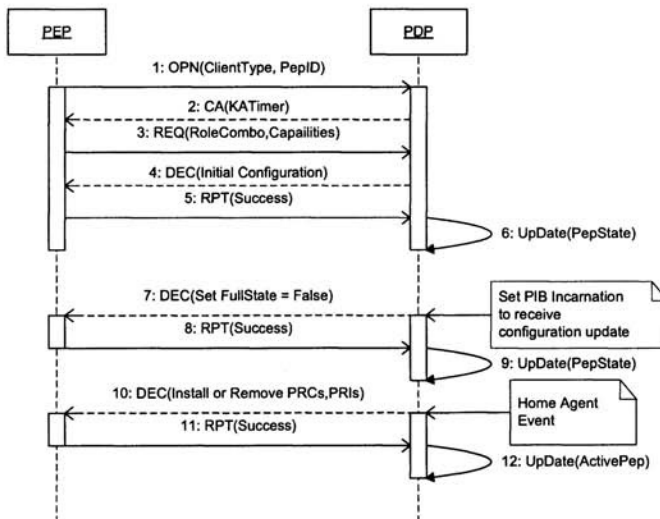 PEP
PDP
1: OPN(ClientType, PepID)
2: CA(KATimer)
3: REQ(RoleCombo,Capailities)
4: DEC(Initial Configuration)
5: RPT(Success)
6: UpDate(PepState)
7: DEC(Set FullState = False)
Set PIB Incarnation
to receive
configuration update
8: RPT(Success)
9: UpDate(PepState)
10: DEC(Install or Remove PRCs,PRIs)
Home Agent
Event
11: RPT(Success)
12: UpDate(ActivePep)